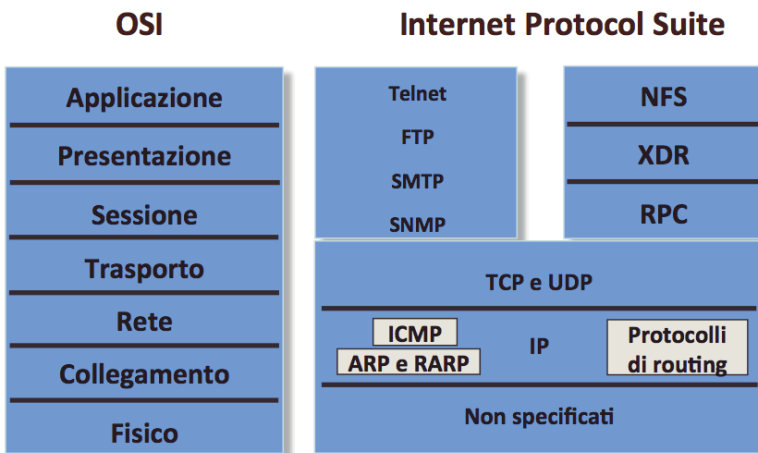 OSI
Internet Protocol Suite
Applicazione
Presentazione
Sessione
Trasporto
Rete
Collegamento
Fisico
Telnet
FTP
SMTP
SNMP
NFS
XDR
RPC
TCP e UDP
ICMP
ARP e RARP
IP
Protocolli
di routing
Non specificati